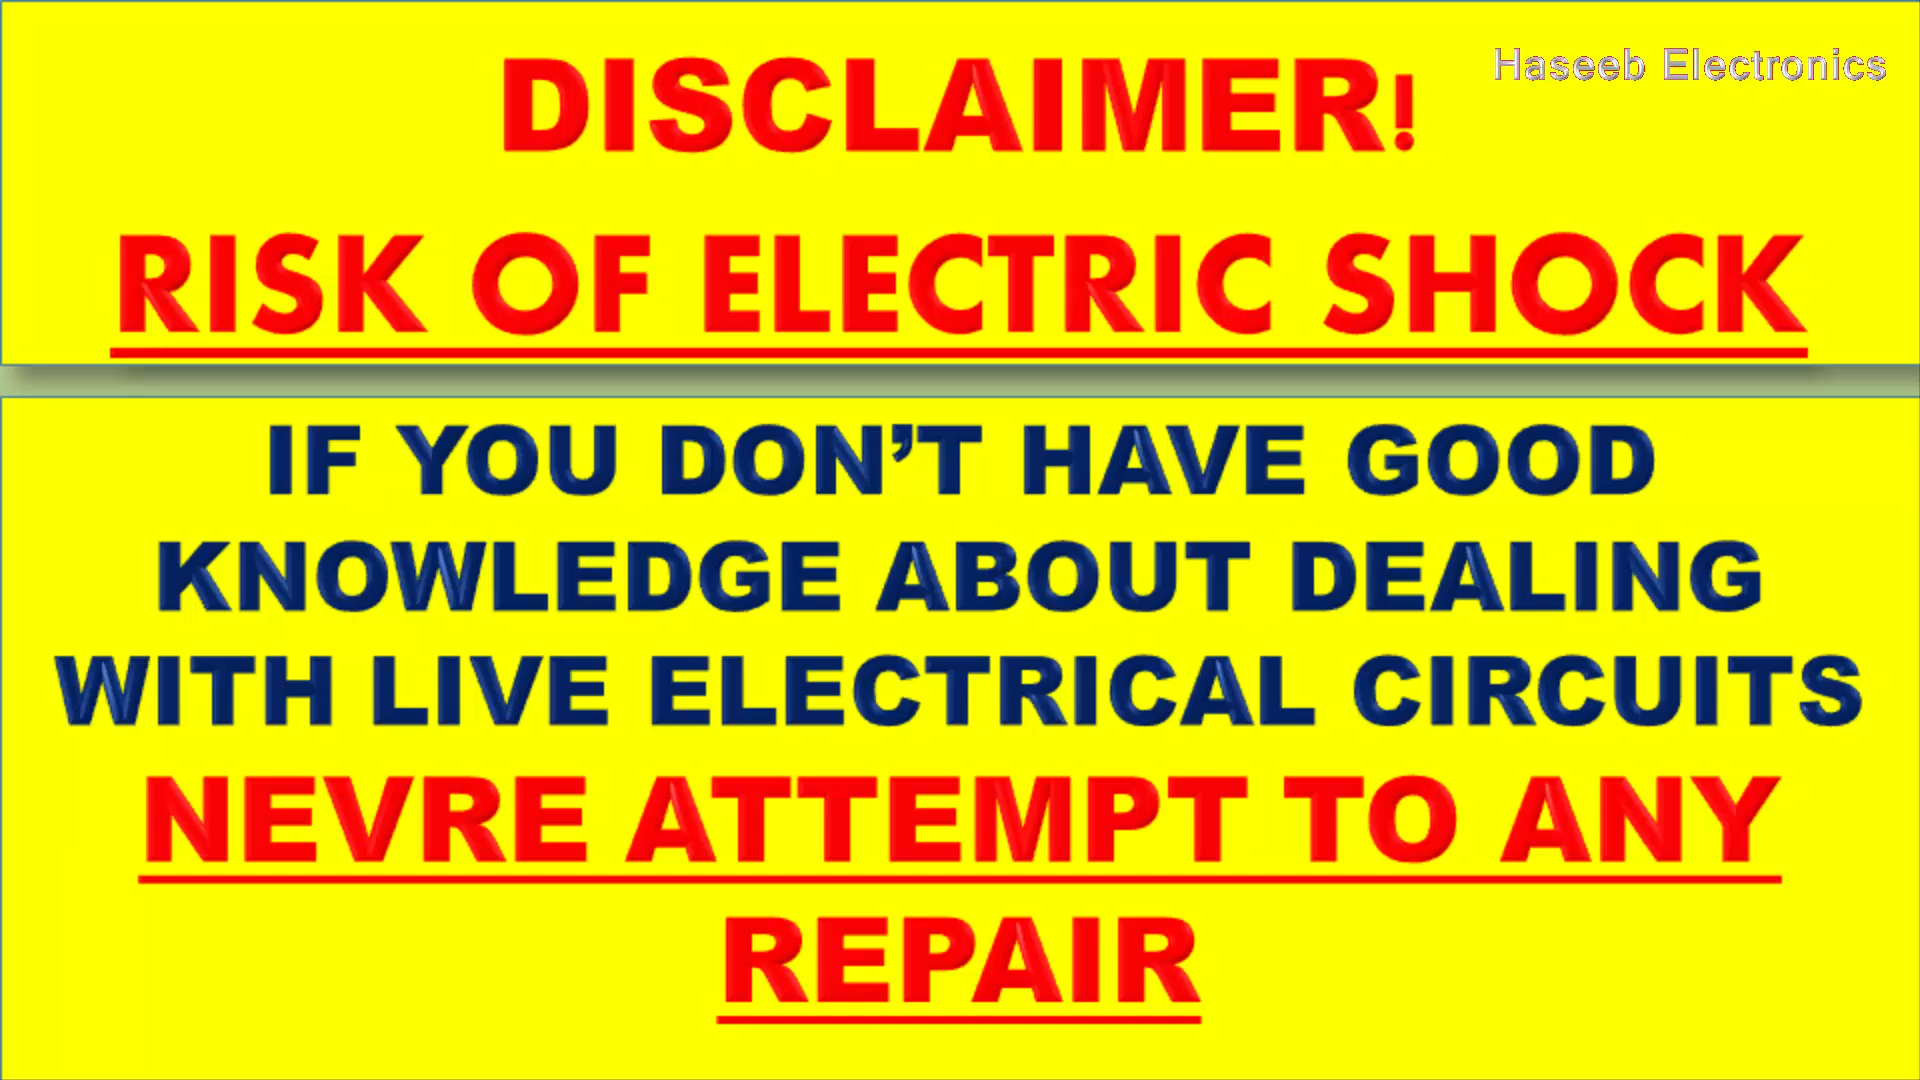 Haseeb Electronics
DISCLAIMER!
RISK OF ELECTRIC SHOCK
IF YOU DON’T HAVE GOOD
KNOWLEDGE ABOUT DEALING
WITH LIVE ELECTRICAL CIRCUITS
NEVRE ATTEMPT TO ANY
REPAIR